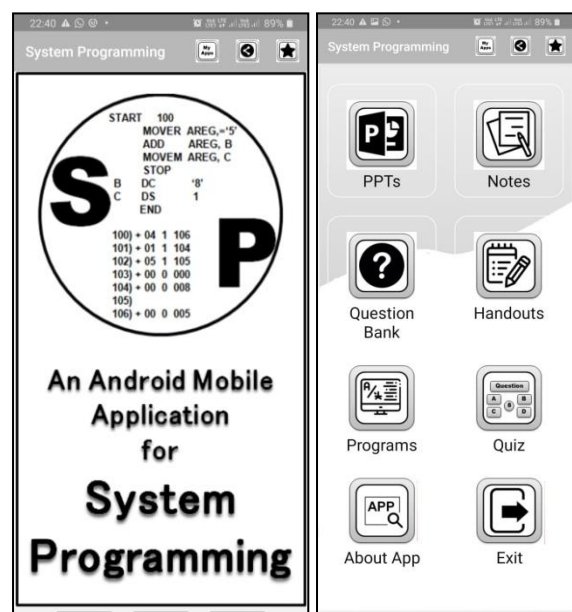 22:40
89%
System Programming
My
Apps
START 100
MOVER AREG,='5'
ADD AREG, B
MOVEM AREG, C
STOP
B DC '8'
C DS 1
END
S
P
100) + 04 1 106
101) + 01 1 104
102) + 05 1 105
103) + 00 0 000
104) + 00 0 008
105)
106) + 00 0 005
An Android Mobile
Application
for
System
Programming
22:40
89%
System Programming
My
Apps
P
PPTs
Notes
?
Question
Bank
Handouts
A/
Programs
Question
A
B
C
D
Quiz
APP
About App
Exit